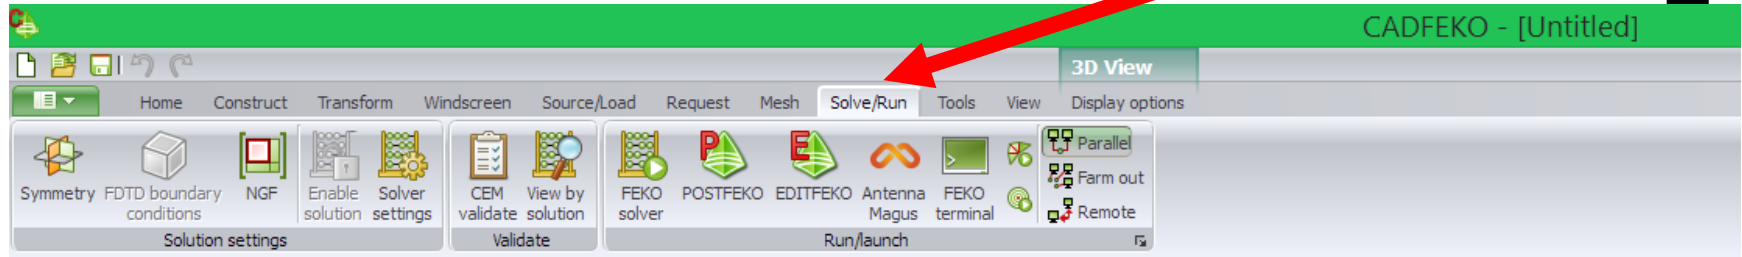 CADFEKO - [Untitled]
3D View
Home Construct Transform Windscreen Source/Load Request Mesh Solve/Run Tools View Display options
Symmetry
FDTD boundary
conditions
NGF
Enable
solution
Solver
settings
Solution settings
CEM
validate
View by
solution
Validate
FEKO
solver
POSTFEKO
EDITFEKO
Antenna
Magus
FEKO
terminal
Parallel
Farm out
Remote
Run/launch